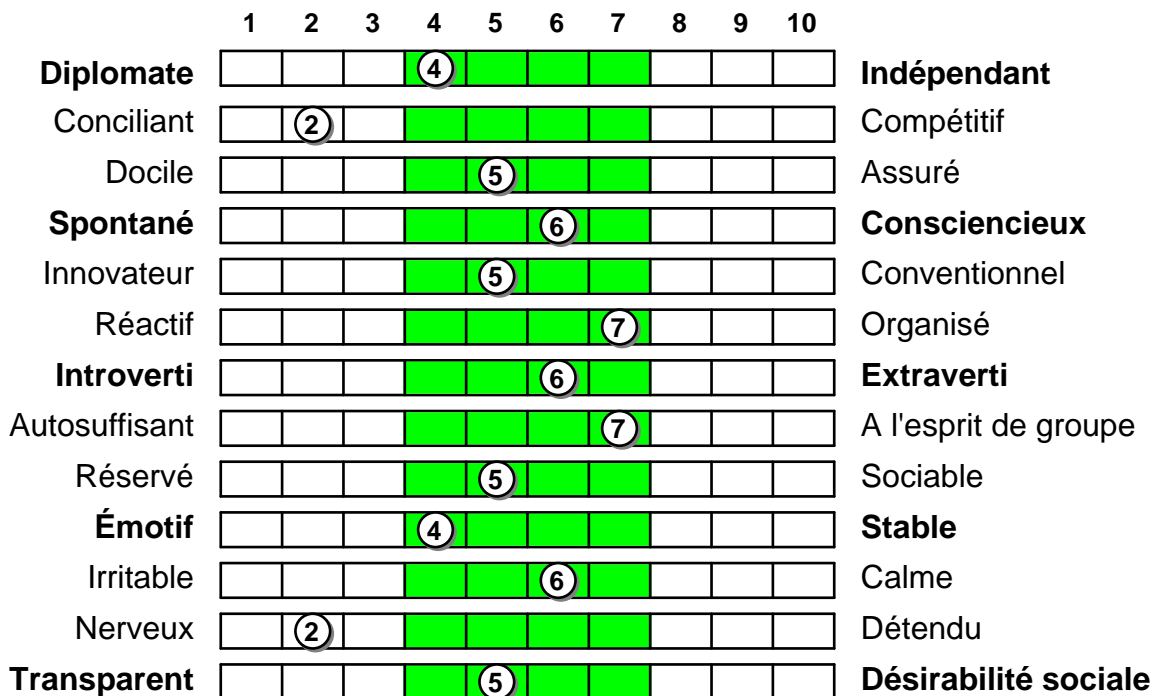 1 2 3 4 5 6 7 8 9 10
Diplomate 4 Indépendant
Conciliant 2 Compétitif
Docile 5 Assuré
Spontané 6 Consciencieux
Innovateur 5 Conventionnel
Réactif 7 Organisé
Introverti 6 Extraverti
Autosuffisant 7 A l'esprit de groupe
Réservé 5 Sociable
Émotif 4 Stable
Irritable 6 Calme
Nerveux 2 Détendu
Transparent 5 Désirabilité sociale